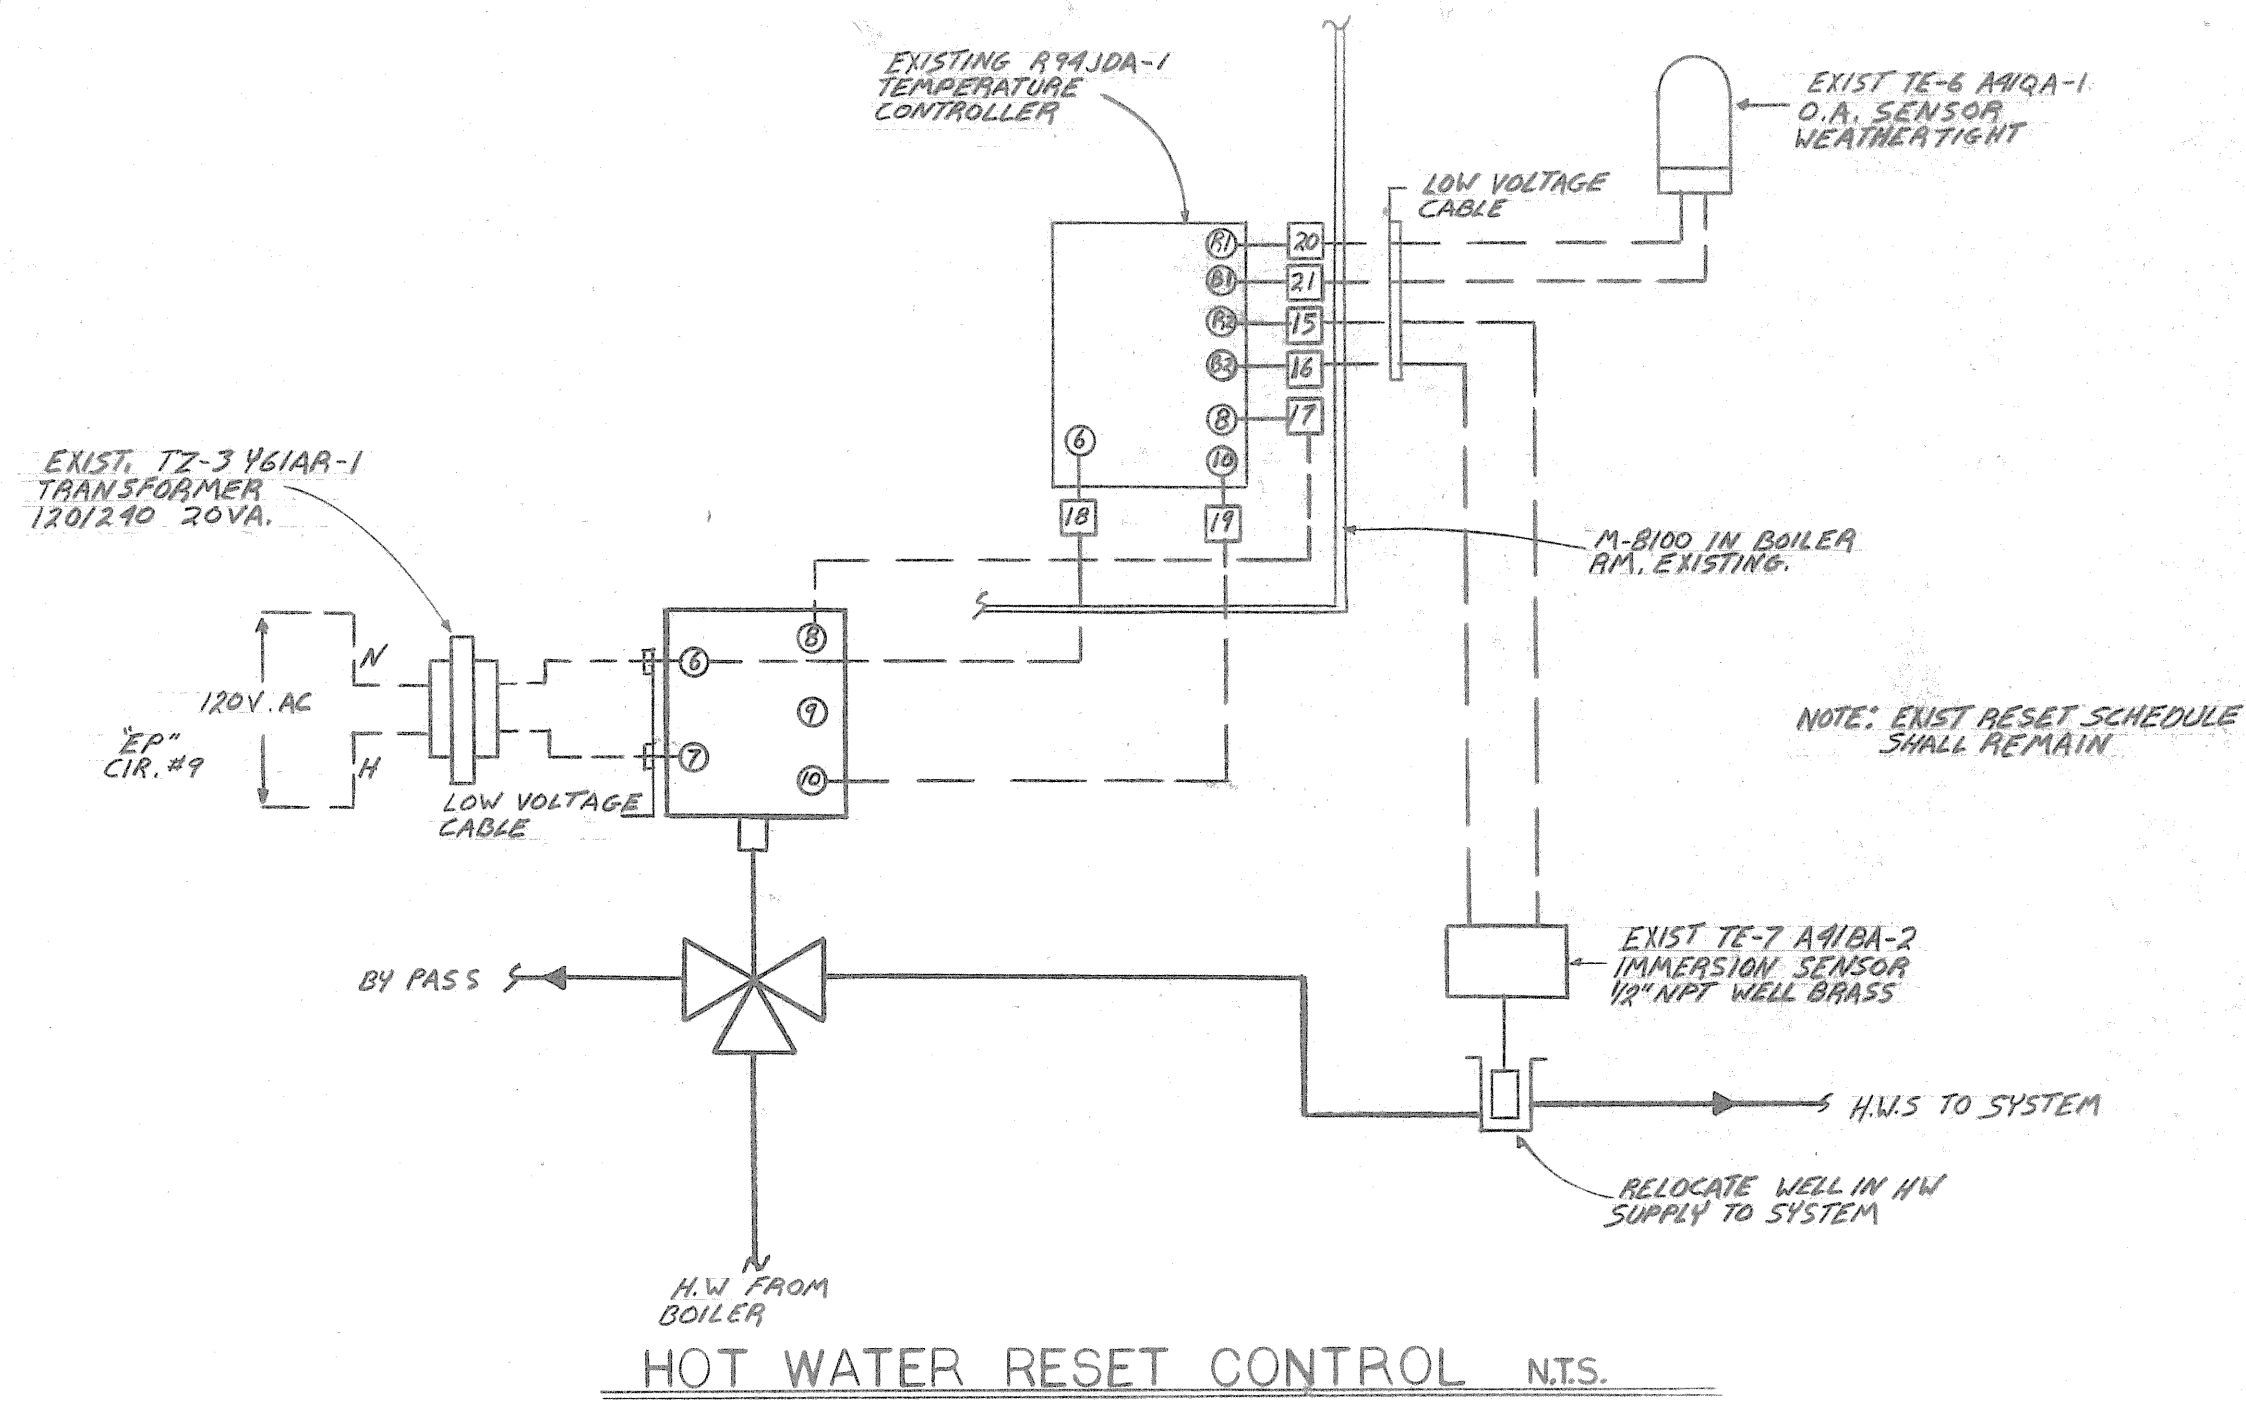 EXISTING R94JDA-1
TEMPERATURE
CONTROLLER
EXIST TE-6 A91QA-1
O.A. SENSOR
WEATHERTIGHT
LOW VOLTAGE
CABLE
R1
20
B1
21
R2
15
B2
16
8
17
6
10
18
19
EXIST. TZ-3 Y61AR-1
TRANSFORMER
120/240 20VA.
M-8100 IN BOILER
RM. EXISTING.
N
120V. AC
"EP"
CIR. #9
H
LOW VOLTAGE
CABLE
8
6
9
7
10
NOTE: EXIST RESET SCHEDULE
SHALL REMAIN
BY PASS
EXIST TE-7 A91BA-2
IMMERSION SENSOR
1/2" NPT WELL BRASS
H.W.S TO SYSTEM
RELOCATE WELL IN HW
SUPPLY TO SYSTEM
H.W FROM
BOILER
HOT WATER RESET CONTROL N.T.S.